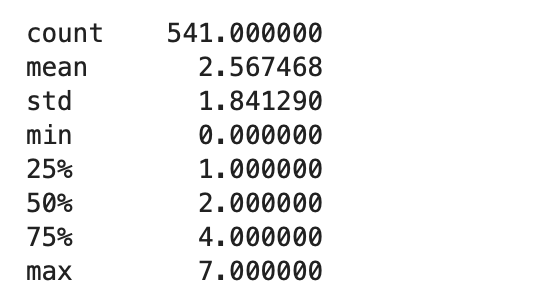 count    541.000000
mean       2.567468
std        1.841290
min        0.000000
25%        1.000000
50%        2.000000
75%        4.000000
max        7.000000